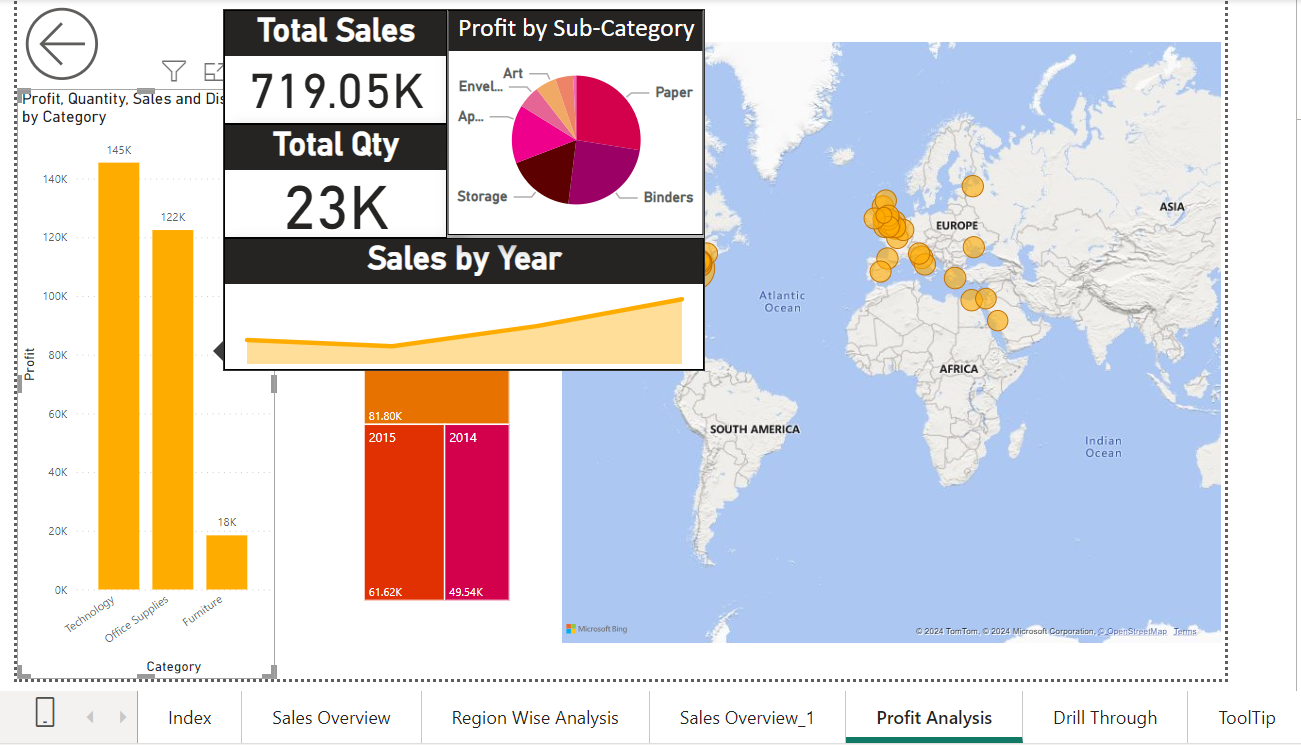 Total Sales
719.05K
Total Qty
23K
Profit by Sub-Category
Art
Envel...
Ap...
Storage
Paper
Binders
Sales by Year
Profit, Quantity, Sales and Dis
by Category
145K
140K
122K
120K
100K
80K
60K
40K
20K
18K
0K
Profit
Technology
Office Supplies
Furniture
Category
81.80K
2015
2014
61.62K
49.54K
EUROPE
ASIA
Atlantic
Ocean
AFRICA
SOUTH AMERICA
Indian
Ocean
Microsoft Bing
© 2024 TomTom, © 2024 Microsoft Corporation, © OpenStreetMap Terms
Index
Sales Overview
Region Wise Analysis
Sales Overview_1
Profit Analysis
Drill Through
ToolTip